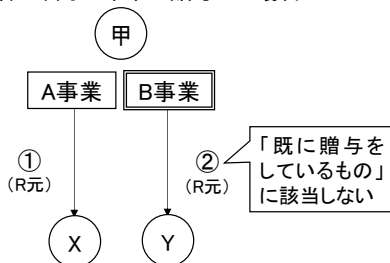 甲
A事業
B事業
①
(R元)
②
(R元)
「既に贈与を
しているもの」
に該当しない
X
Y